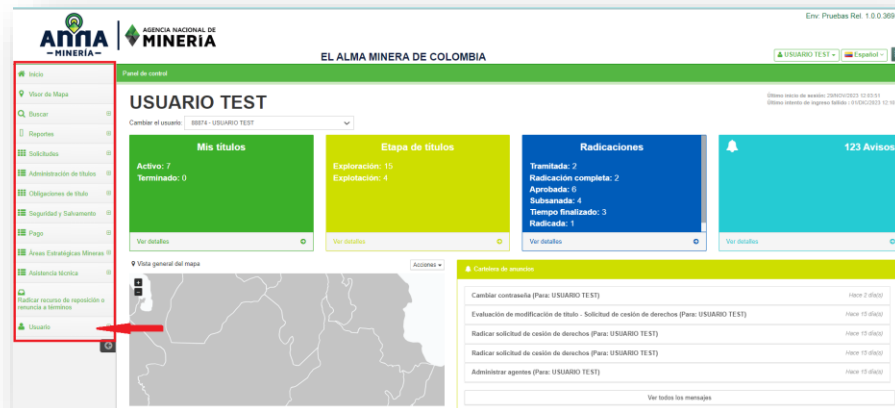 Env: Pruebas Rel. 1.0.0.369
ANNA
–MINERÍA–
AGENCIA NACIONAL DE
MINERÍA
EL ALMA MINERA DE COLOMBIA
USUARIO TEST
Español
Inicio
Visor de Mapa
Buscar
Reportes
Solicitudes
Administración de títulos
Obligaciones de título
Seguridad y Salvamento
Pago
Áreas Estratégicas Mineras
Asistencia técnica
Radicar recurso de reposición o
renuncia a términos
Usuario
Panel de control
USUARIO TEST
Cambiar el usuario: 88874 - USUARIO TEST
Mis títulos
Activo: 7
Terminado: 0
Ver detalles
Etapa de títulos
Exploración: 15
Explotación: 4
Ver detalles
Radicaciones
Tramitada: 2
Radicación completa: 2
Aprobada: 6
Subsanada: 4
Tiempo finalizado: 3
Radicada: 1
Ver detalles
123 Avisos
Ver detalles
Vista general del mapa
Acciones
Cartelera de anuncios
Cambiar contraseña (Para: USUARIO TEST) Hace 2 día(s)
Evaluación de modificación de título - Solicitud de cesión de derechos (Para: USUARIO TEST) Hace 15 día(s)
Radicar solicitud de cesión de derechos (Para: USUARIO TEST) Hace 15 día(s)
Radicar solicitud de cesión de derechos (Para: USUARIO TEST) Hace 15 día(s)
Administrar agentes (Para: USUARIO TEST) Hace 15 día(s)
Ver todos los mensajes